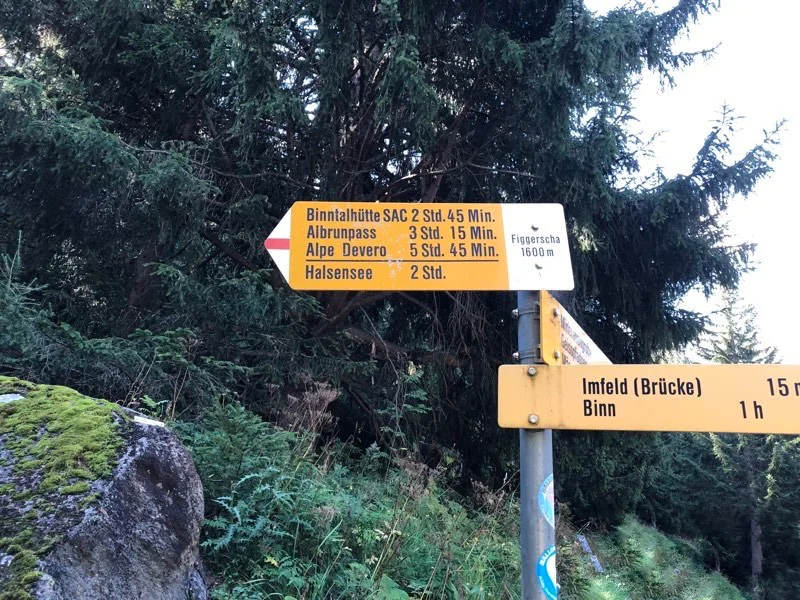 Binntalhütte SAC 2 Std. 45 Min.
Albrunpass 3 Std. 15 Min.
Alpe Devero 5 Std. 45 Min.
Halsensee 2 Std.
Figgerscha
1600 m
Imfeld (Brücke) 15
Binn 1 h